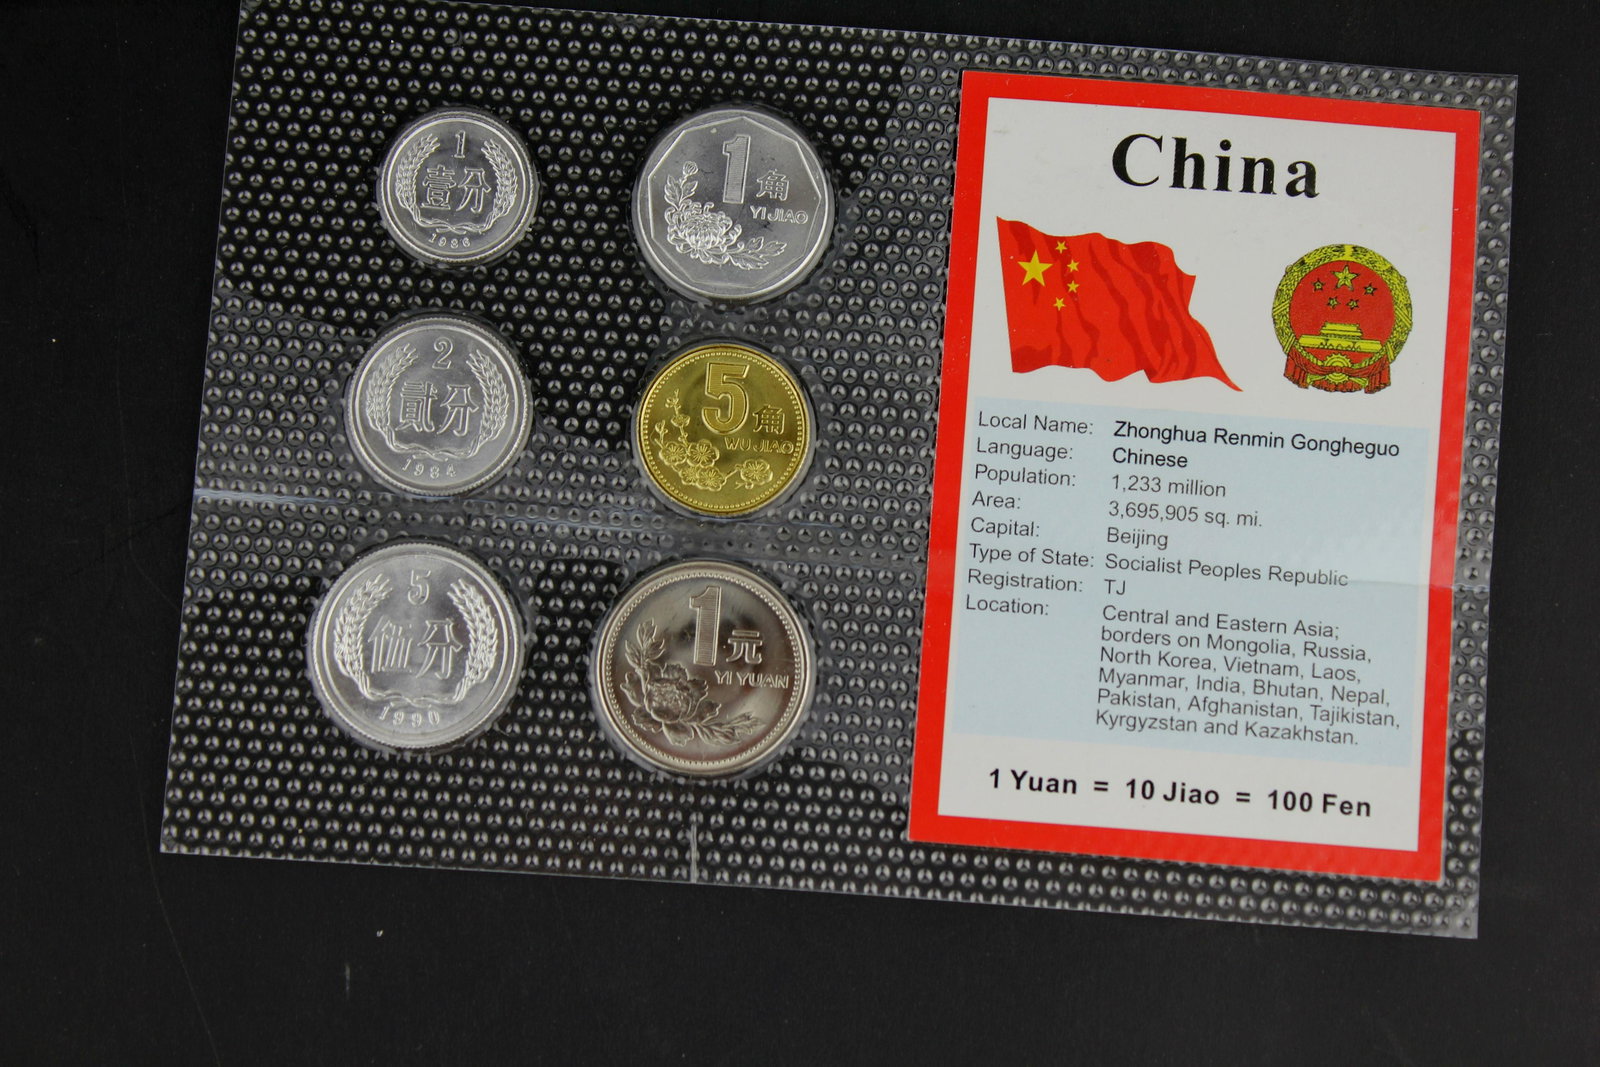 1
壹分
1986
1角
YI JIAO
2
贰分
1984
5角
WU JIAO
5
伍分
1990
1元
YI YUAN
China
Local Name: Zhonghua Renmin Gongheguo
Language: Chinese
Population: 1,233 million
Area: 3,695,905 sq. mi.
Capital: Beijing
Type of State: Socialist Peoples Republic
Registration: TJ
Location: Central and Eastern Asia;
borders on Mongolia, Russia,
North Korea, Vietnam, Laos,
Myanmar, India, Bhutan, Nepal,
Pakistan, Afghanistan, Tajikistan,
Kyrgyzstan and Kazakhstan.
1 Yuan = 10 Jiao = 100 Fen